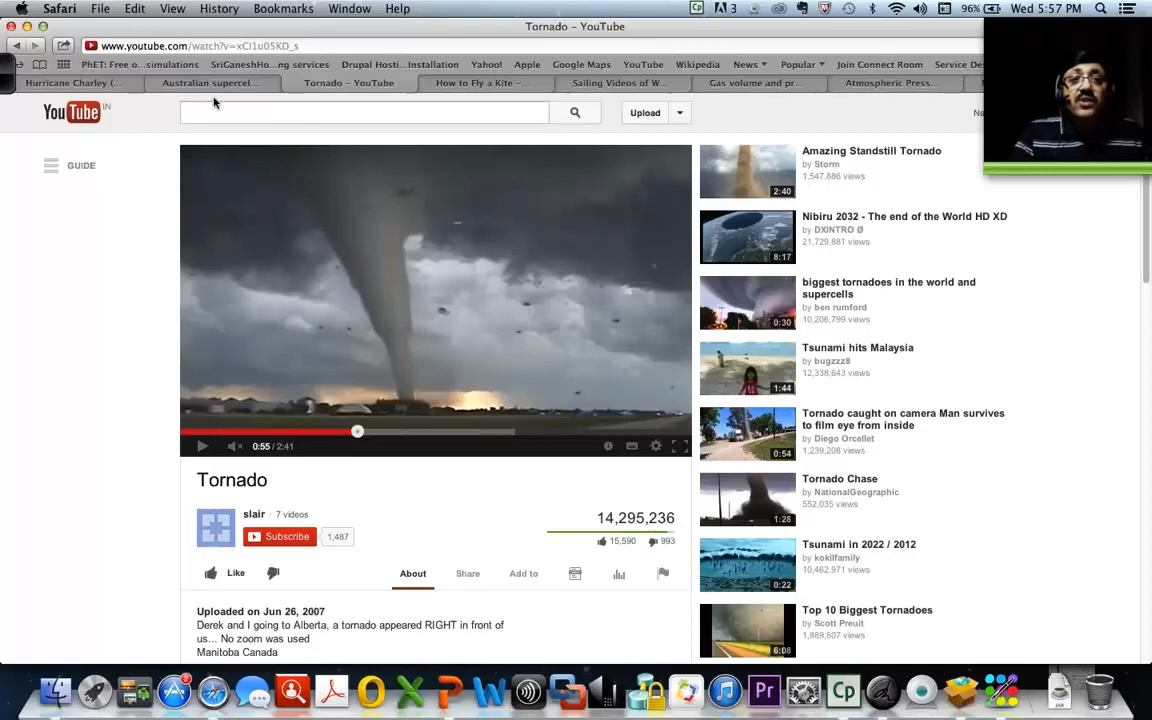 Safari File Edit View History Bookmarks Window Help
3 96% Wed 5:57 PM
Tornado – YouTube
www.youtube.com/watch?v=xCI1u05KD_s
PhET: Free o...simulations SriGaneshi...ng services Drupal Hosti...Installation Yahoo! Apple Google Maps YouTube Wikipedia News Popular Join Connect Room Service Des
Hurricane Charley (... Australian supercel... Tornado – YouTube How to Fly a Kite –... Sailing Videos of W... Gas volume and pr... Atmospheric Press...
YouTube IN
Upload
Na
GUIDE
0:55 / 2:41
Tornado
slair · 7 videos
Subscribe 1,487
14,295,236
15,590 993
Like
About Share Add to
Uploaded on Jun 26, 2007
Derek and I going to Alberta, a tornado appeared RIGHT in front of
us... No zoom was used
Manitoba Canada
Amazing Standstill Tornado
by Storm
1,547,886 views
2:40
Nibiru 2032 - The end of the World HD XD
by DXINTRO Ø
21,729,881 views
8:17
biggest tornadoes in the world and
supercells
by ben rumford
10,206,799 views
0:30
Tsunami hits Malaysia
by bugzzz8
12,338,643 views
1:44
Tornado caught on camera Man survives
to film eye from inside
by Diego Orcellet
1,239,208 views
0:54
Tornado Chase
by NationalGeographic
552,035 views
1:28
Tsunami in 2022 / 2012
by kokilfamily
10,462,971 views
0:22
Top 10 Biggest Tornadoes
by Scott Preuit
1,889,807 views
6:08
7
Pr
Cp